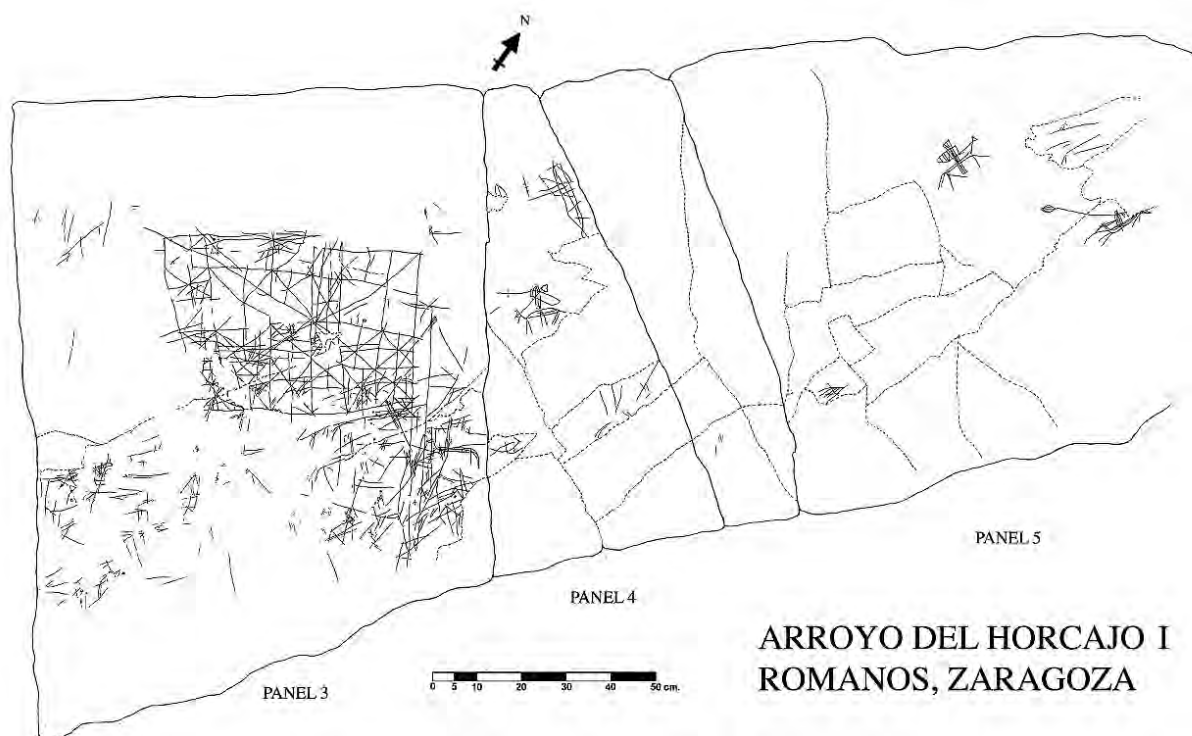 N
PANEL 5
PANEL 4
ARROYO DEL HORCAJO I
ROMANOS, ZARAGOZA
PANEL 3
0 5 10 20 30 40 50 cm.